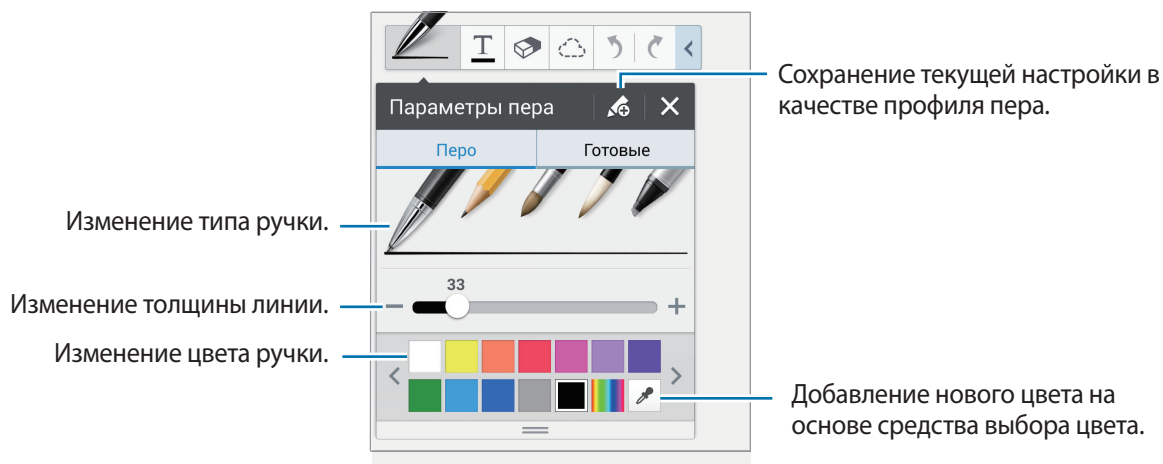 T
Сохранение текущей настройки в
качестве профиля пера.
Параметры пера
Перо
Готовые
Изменение типа ручки.
33
Изменение толщины линии.
Изменение цвета ручки.
Добавление нового цвета на
основе средства выбора цвета.